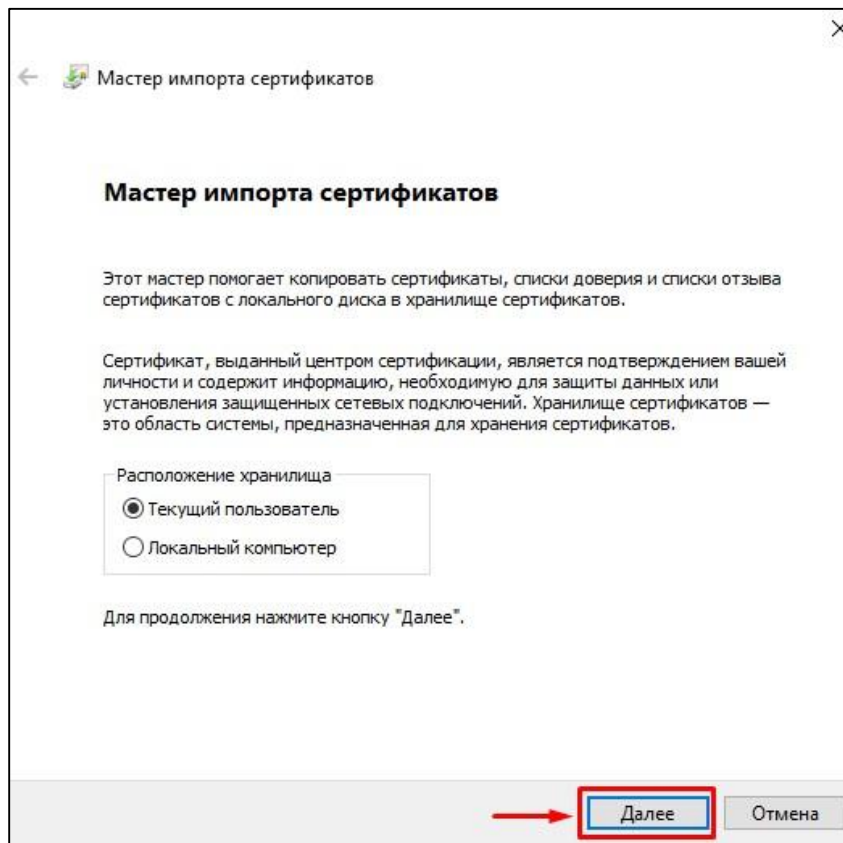 Мастер импорта сертификатов
Мастер импорта сертификатов
Этот мастер помогает копировать сертификаты, списки доверия и списки отзыва
сертификатов с локального диска в хранилище сертификатов.
Сертификат, выданный центром сертификации, является подтверждением вашей
личности и содержит информацию, необходимую для защиты данных или
установления защищенных сетевых подключений. Хранилище сертификатов —
это область системы, предназначенная для хранения сертификатов.
Расположение хранилища
Текущий пользователь
Локальный компьютер
Для продолжения нажмите кнопку "Далее".
Далее
Отмена